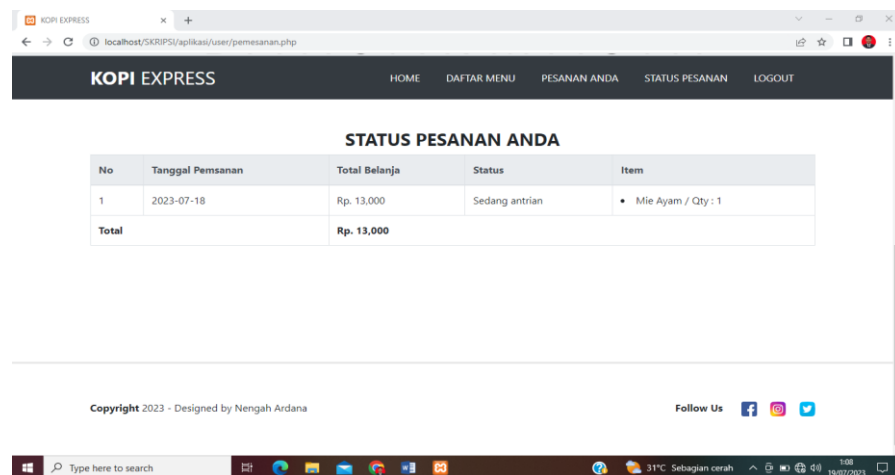 KOPI EXPRESS
localhost/SKRIPSI/aplikasi/user/pemesanan.php
KOPI EXPRESS HOME DAFTAR MENU PESANAN ANDA STATUS PESANAN LOGOUT
STATUS PESANAN ANDA
No Tanggal Pemsanan Total Belanja Status Item
1 2023-07-18 Rp. 13,000 Sedang antrian • Mie Ayam / Qty : 1
Total Rp. 13,000
Copyright 2023 - Designed by Nengah Ardana Follow Us
Type here to search 31°C Sebagian cerah 1:08
19/07/2023